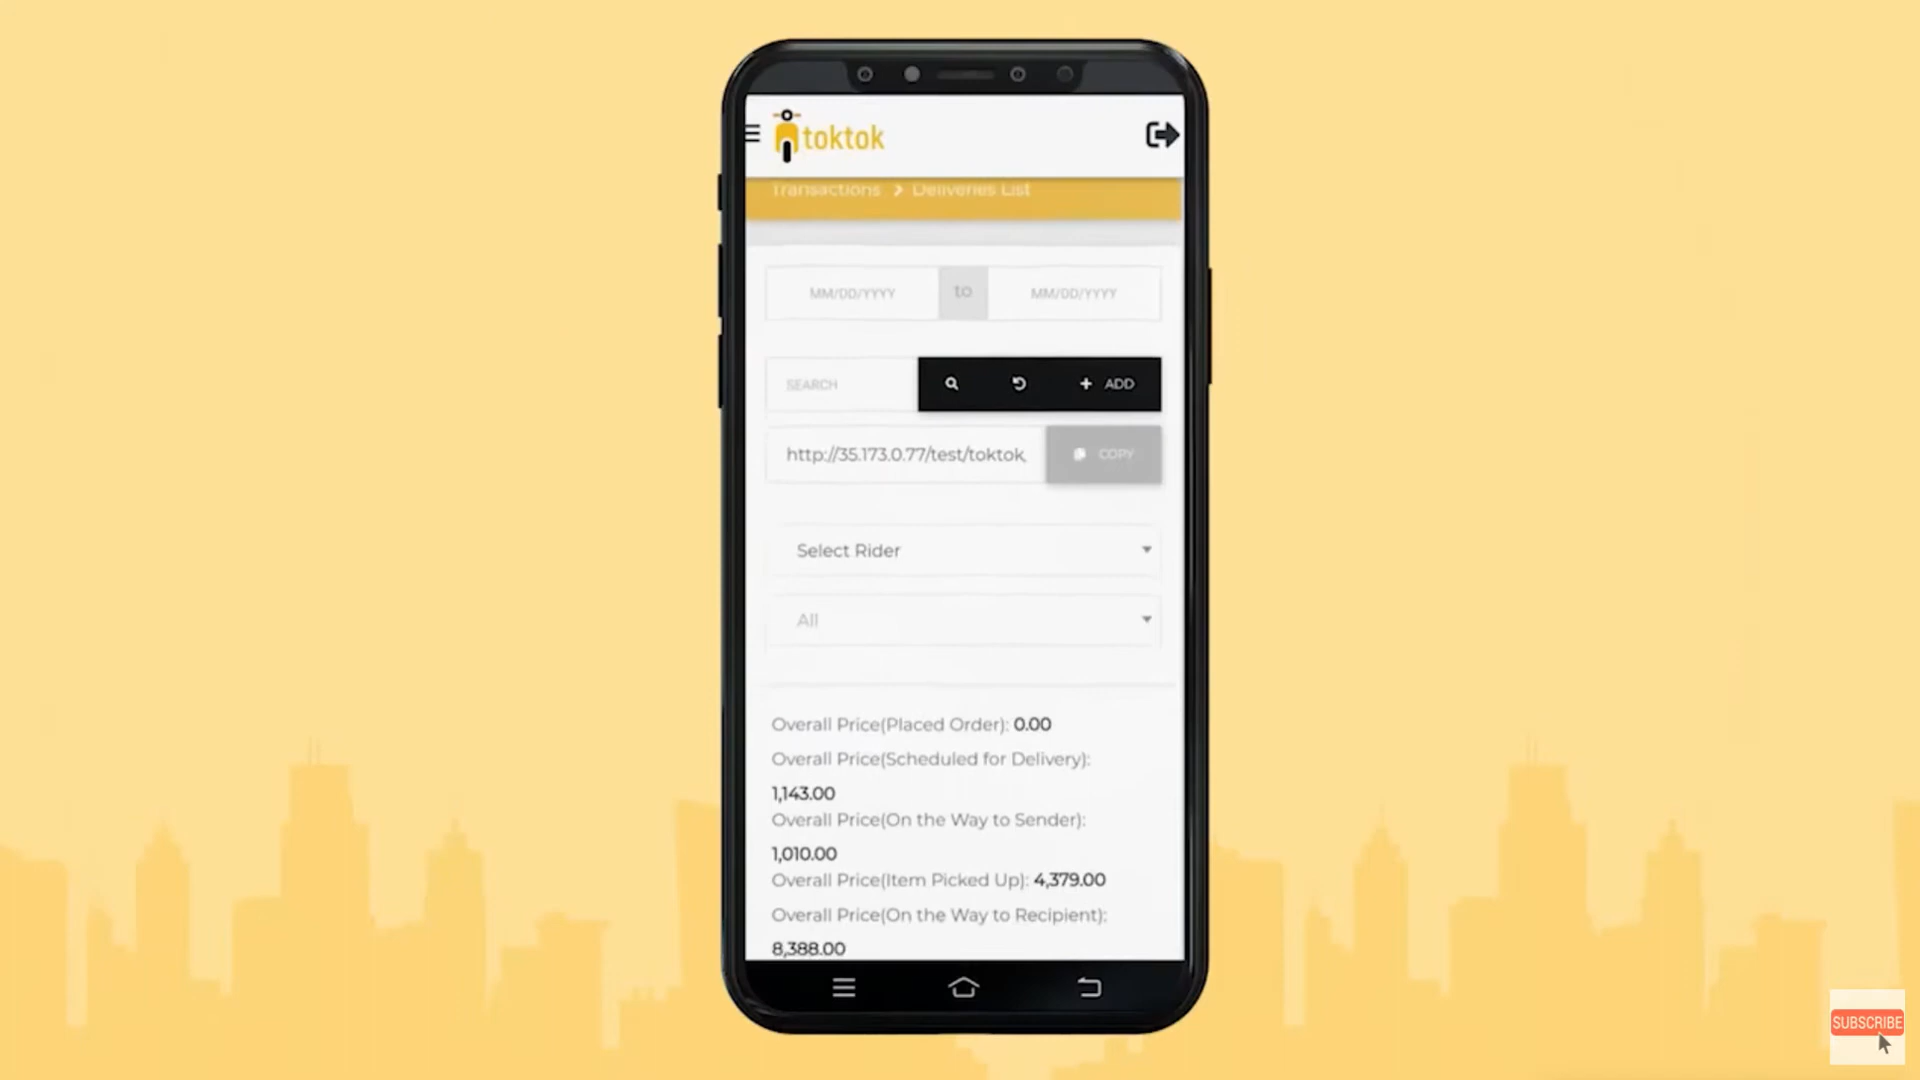 toktok
Transactions > Deliveries List
MM/DD/YYYY to MM/DD/YYYY
SEARCH + ADD
http://35.173.0.77/test/toktok_ COPY
Select Rider
All
Overall Price(Placed Order): 0.00
Overall Price(Scheduled for Delivery):
1,143.00
Overall Price(On the Way to Sender):
1,010.00
Overall Price(Item Picked Up): 4,379.00
Overall Price(On the Way to Recipient):
8,388.00
SUBSCRIBE